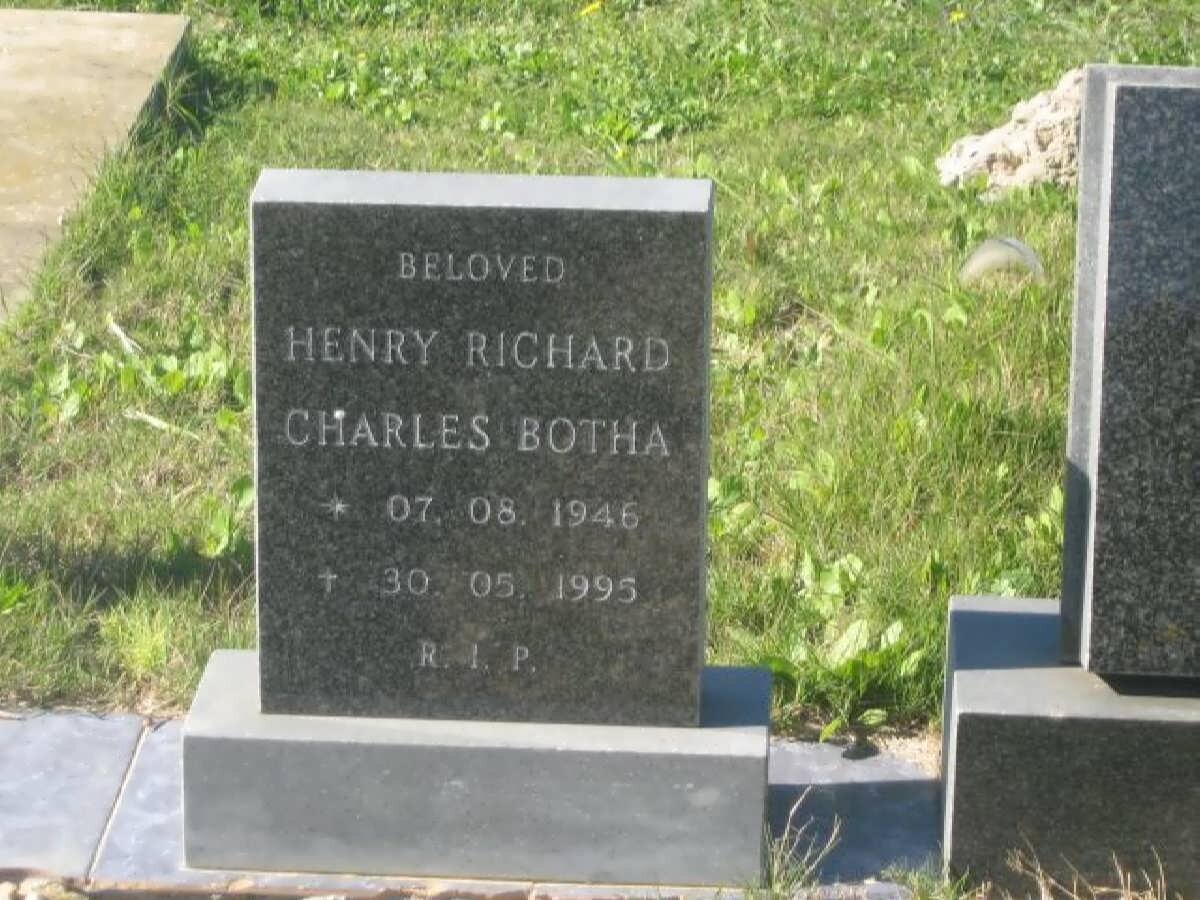 BELOVED
HENRY RICHARD
CHARLES BOTHA
* 07. 08. 1946
† 30. 05. 1995
R. I. P.